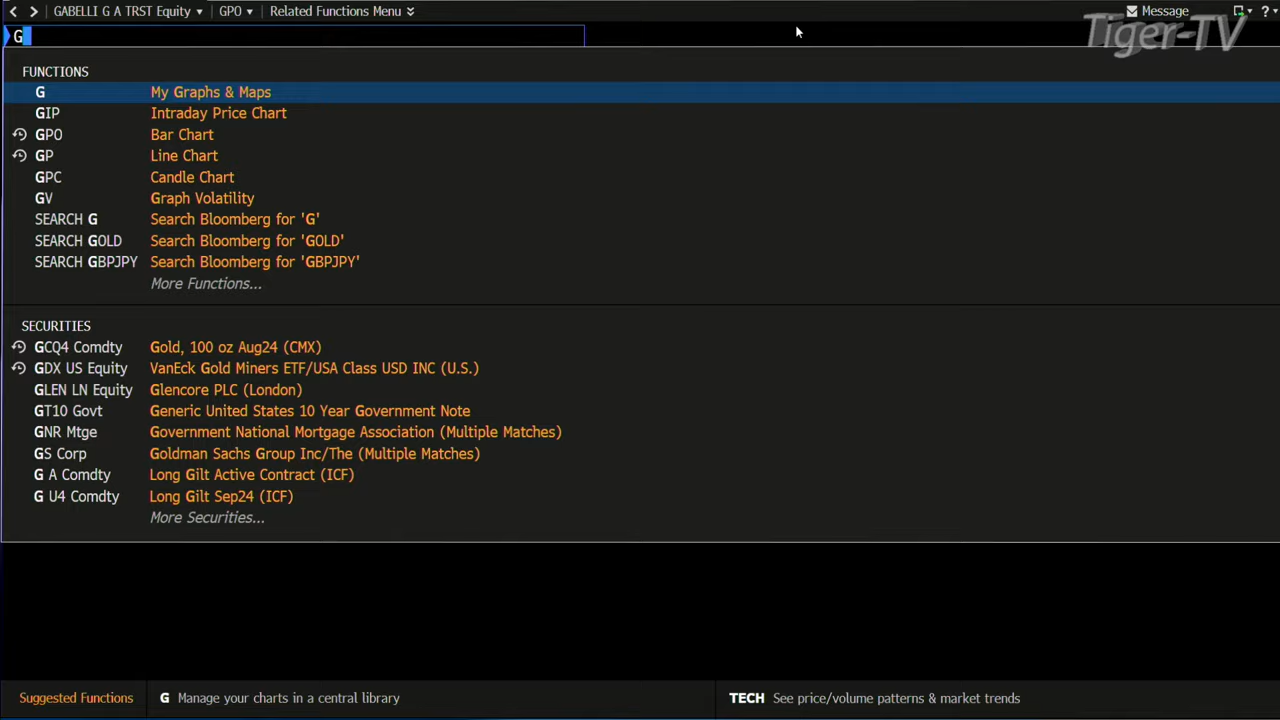 GABELLI G A TRST Equity GPO Related Functions Menu Message ?
Tiger-TV
G
FUNCTIONS
G My Graphs & Maps
GIP Intraday Price Chart
GPO Bar Chart
GP Line Chart
GPC Candle Chart
GV Graph Volatility
SEARCH G Search Bloomberg for 'G'
SEARCH GOLD Search Bloomberg for 'GOLD'
SEARCH GBPJPY Search Bloomberg for 'GBPJPY'
More Functions...
SECURITIES
GCQ4 Comdty Gold, 100 oz Aug24 (CMX)
GDX US Equity VanEck Gold Miners ETF/USA Class USD INC (U.S.)
GLEN LN Equity Glencore PLC (London)
GT10 Govt Generic United States 10 Year Government Note
GNR Mtge Government National Mortgage Association (Multiple Matches)
GS Corp Goldman Sachs Group Inc/The (Multiple Matches)
G A Comdty Long Gilt Active Contract (ICF)
G U4 Comdty Long Gilt Sep24 (ICF)
More Securities...
Suggested Functions G Manage your charts in a central library TECH See price/volume patterns & market trends